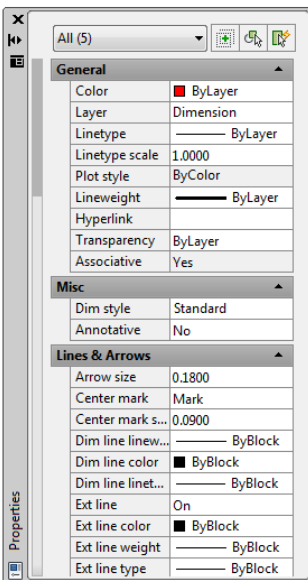 All (5)
General
Color ByLayer
Layer Dimension
Linetype ByLayer
Linetype scale 1.0000
Plot style ByColor
Lineweight ByLayer
Hyperlink
Transparency ByLayer
Associative Yes
Misc
Dim style Standard
Annotative No
Lines & Arrows
Arrow size 0.1800
Center mark Mark
Center mark s... 0.0900
Dim line linew... ByBlock
Dim line color ByBlock
Dim line linet... ByBlock
Ext line On
Ext line color ByBlock
Ext line weight ByBlock
Ext line type ByBlock
Properties